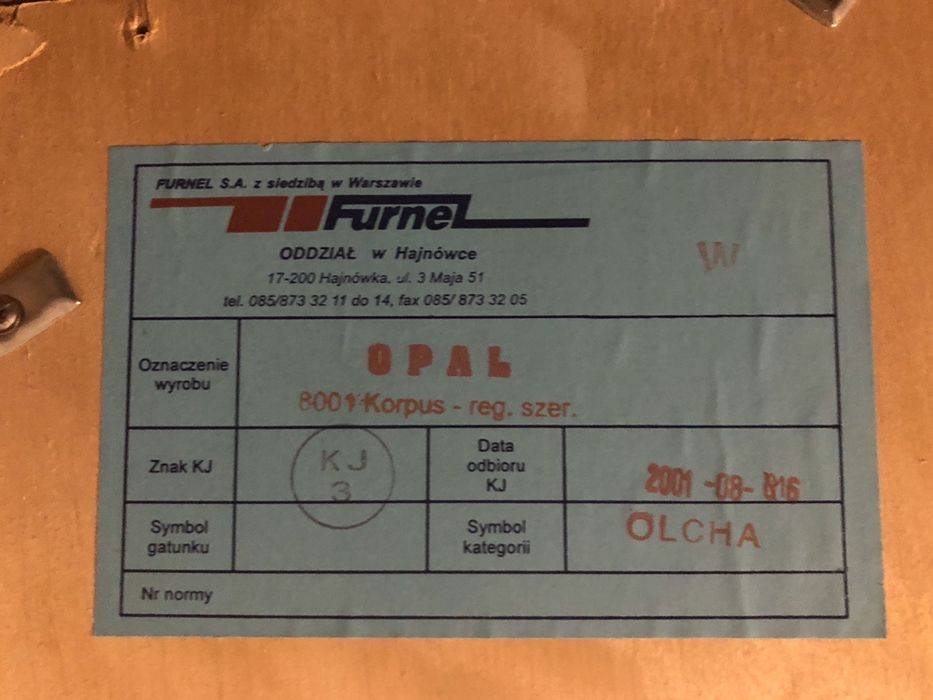 FURNEL S.A. z siedzibą w Warszawie
Furnel
ODDZIAŁ w Hajnówce
17-200 Hajnówka, ul. 3 Maja 51
tel. 085/873 32 11 do 14, fax 085/ 873 32 05
W
Oznaczenie
wyrobu
OPAL
Korpus - reg. szer.
Znak KJ
KJ
3
Data
odbioru
KJ
2001 -08-
Symbol
gatunku
Symbol
kategorii
OLCHA
Nr normy